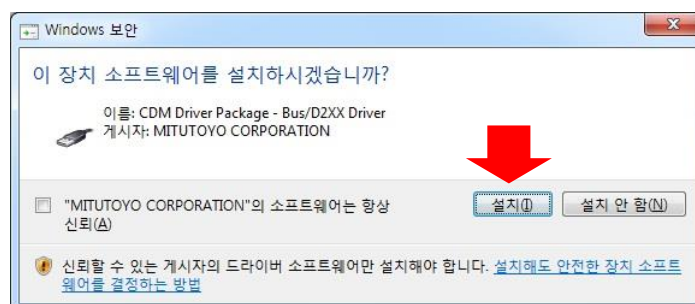 Windows 보안
이 장치 소프트웨어를 설치하시겠습니까?
이름: CDM Driver Package - Bus/D2XX Driver
게시자: MITUTOYO CORPORATION
"MITUTOYO CORPORATION"의 소프트웨어는 항상
신뢰(A)
설치(I)
설치 안 함(N)
신뢰할 수 있는 게시자의 드라이버 소프트웨어만 설치해야 합니다. 설치해도 안전한 장치 소프트
웨어를 결정하는 방법